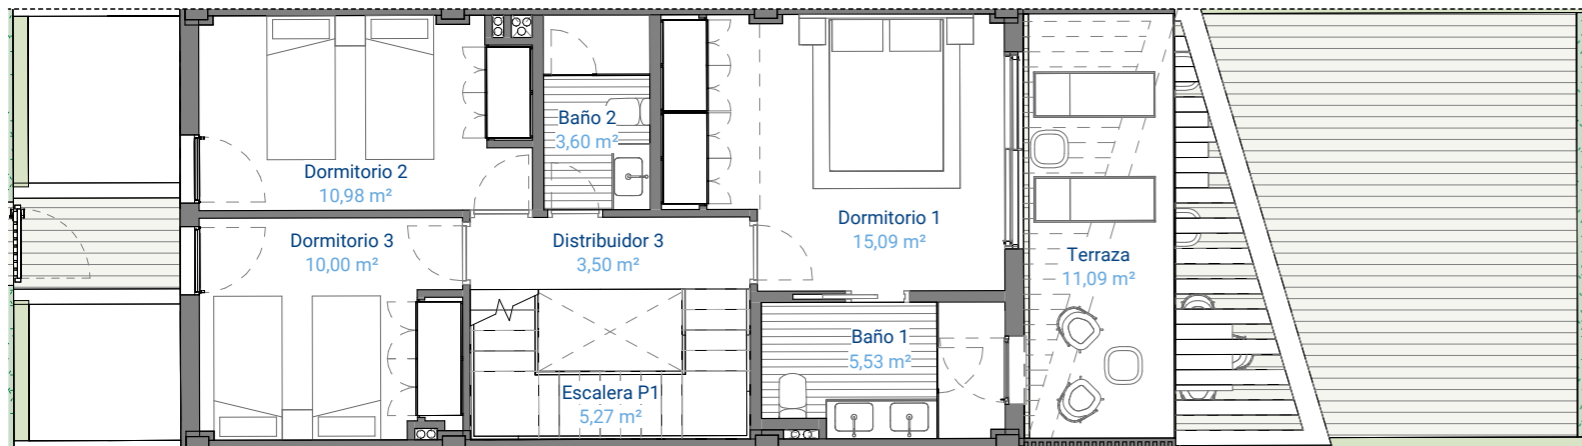 Baño 2
3,60 m²
Dormitorio 2
10,98 m²
Dormitorio 1
15,09 m²
Dormitorio 3
10,00 m²
Distribuidor 3
3,50 m²
Terraza
11,09 m²
Baño 1
5,53 m²
Escalera P1
5,27 m²